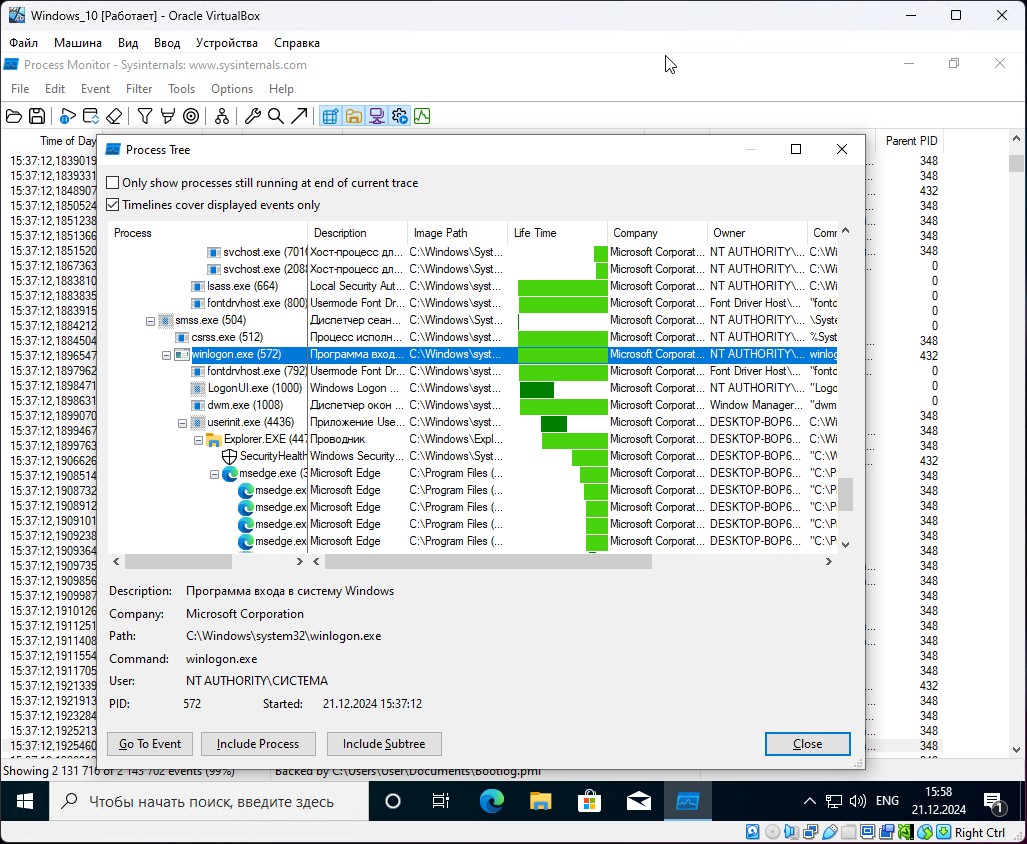 Windows_10 [Работает] - Oracle VirtualBox
Файл Машина Вид Ввод Устройства Справка
Process Monitor - Sysinternals: www.sysinternals.com
File Edit Event Filter Tools Options Help
Time of Day
Parent PID
15:37:12,1839019 348
15:37:12,1839331 348
15:37:12,1848907 432
15:37:12,1850524 348
15:37:12,1851238 348
15:37:12,1851366 348
15:37:12,1851520 348
15:37:12,1867363 0
15:37:12,1883810 0
15:37:12,1883835 0
15:37:12,1883915 0
15:37:12,1884212 0
15:37:12,1884504 348
15:37:12,1896547 432
15:37:12,1897962 0
15:37:12,1898471 0
15:37:12,1898631 0
15:37:12,1899070 348
15:37:12,1899467 348
15:37:12,1899763 348
15:37:12,1906626 432
15:37:12,1908514 348
15:37:12,1908732 348
15:37:12,1908912 348
15:37:12,1909101 348
15:37:12,1909238 348
15:37:12,1909364 348
15:37:12,1909735 348
15:37:12,1909856 348
15:37:12,1909987 348
15:37:12,1910126 348
15:37:12,1911251 348
15:37:12,1911408 348
15:37:12,1911554 348
15:37:12,1911705 348
15:37:12,1921339 432
15:37:12,1921913 348
15:37:12,1923284 348
15:37:12,1925213 348
15:37:12,1925460 348
Process Tree
Only show processes still running at end of current trace
Timelines cover displayed events only
Process Description Image Path Life Time Company Owner Comr
svchost.exe (7016 Хост-процесс дл... C:\Windows\Syst... Microsoft Corporat... NT AUTHORITY\... C:\Wi
svchost.exe (208 Хост-процесс дл... C:\Windows\Syst... Microsoft Corporat... NT AUTHORITY\... C:\Wi
lsass.exe (664) Local Security Aut... C:\Windows\syst... Microsoft Corporat... NT AUTHORITY\... C:\Wi
fontdrvhost.exe (800) Usermode Font Dr... C:\Windows\syst... Microsoft Corporat... Font Driver Host\... "fontd
smss.exe (504) Диспетчер сеан... C:\Windows\Syst... Microsoft Corporat... NT AUTHORITY\... \Syste
csrss.exe (512) Процесс исполн... C:\Windows\syst... Microsoft Corporat... NT AUTHORITY\... %Syst
winlogon.exe (572) Программа вход... C:\Windows\syst... Microsoft Corporat... NT AUTHORITY\... winlog
fontdrvhost.exe (792) Usermode Font Dr... C:\Windows\syst... Microsoft Corporat... Font Driver Host\... "fontd
LogonUI.exe (1000) Windows Logon ... C:\Windows\syst... Microsoft Corporat... NT AUTHORITY\... "Logo
dwm.exe (1008) Диспетчер окон ... C:\Windows\syst... Microsoft Corporat... Window Manager... "dwm
userinit.exe (4436) Приложение Use... C:\Windows\syst... Microsoft Corporat... DESKTOP-BOP6... C:\Wi
Explorer.EXE (447 Проводник C:\Windows\Expl... Microsoft Corporat... DESKTOP-BOP6... C:\Wi
SecurityHealth Windows Security... C:\Windows\Syst... Microsoft Corporat... DESKTOP-BOP6... "C:\W
msedge.exe (3 Microsoft Edge C:\Program Files (... Microsoft Corporat... DESKTOP-BOP6... "C:\P
msedge.ex Microsoft Edge C:\Program Files (... Microsoft Corporat... DESKTOP-BOP6... "C:\P
msedge.ex Microsoft Edge C:\Program Files (... Microsoft Corporat... DESKTOP-BOP6... "C:\P
msedge.ex Microsoft Edge C:\Program Files (... Microsoft Corporat... DESKTOP-BOP6... "C:\P
msedge.ex Microsoft Edge C:\Program Files (... Microsoft Corporat... DESKTOP-BOP6... "C:\P
Description: Программа входа в систему Windows
Company: Microsoft Corporation
Path: C:\Windows\system32\winlogon.exe
Command: winlogon.exe
User: NT AUTHORITY\СИСТЕМА
PID: 572 Started: 21.12.2024 15:37:12
Go To Event Include Process Include Subtree Close
Showing 2 131 716 of 2 143 702 events (99%) Backed by C:\Users\User\Documents\Bootlog.pml
Чтобы начать поиск, введите здесь
ENG
15:58
21.12.2024
1
Right Ctrl